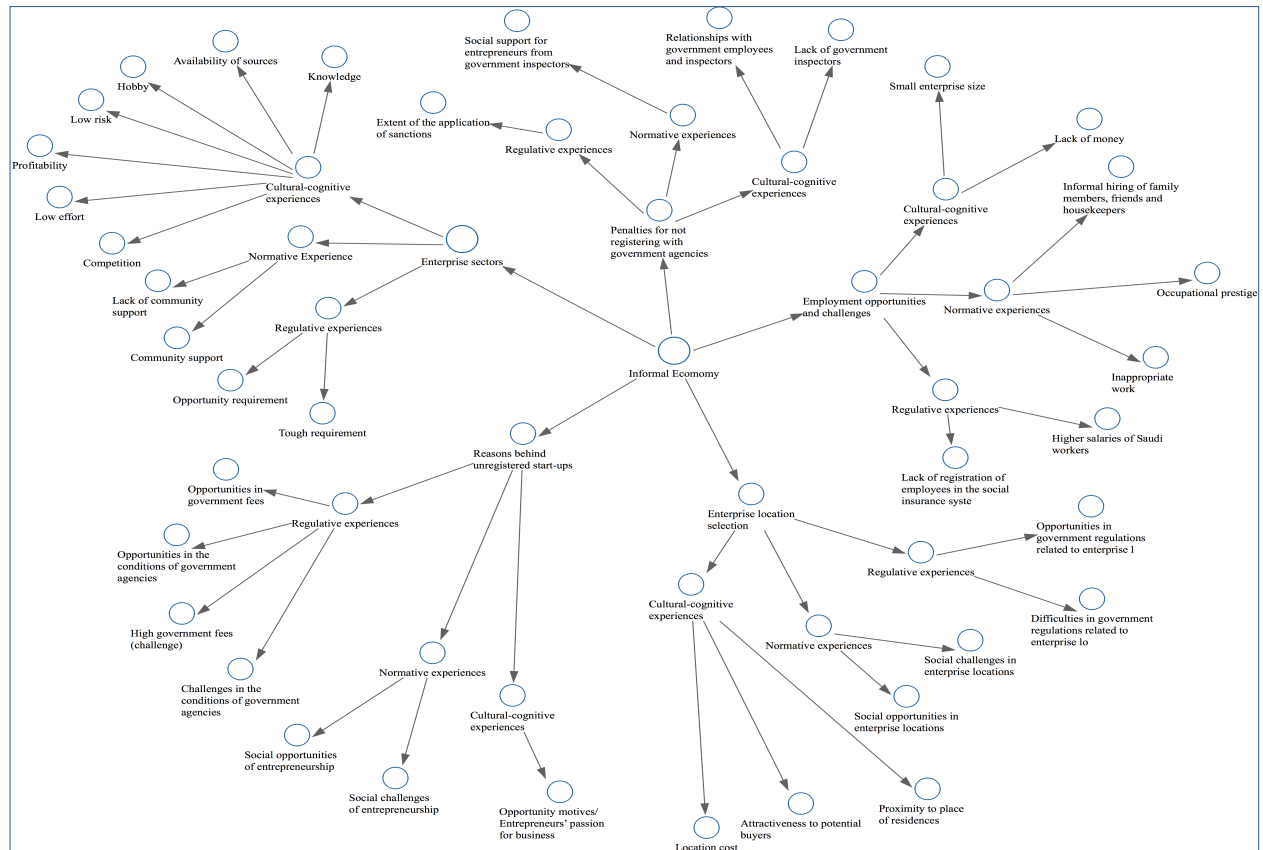 Social support for
entrepreneurs from
government inspectors
Relationships with
government employees
and inspectors
Lack of government
inspectors
Availability of sources
Knowledge
Hobby
Low risk
Profitability
Low effort
Competition
Cultural-cognitive
experiences
Extent of the application
of sanctions
Regulative experiences
Normative experiences
Cultural-cognitive
experiences
Small enterprise size
Lack of money
Informal hiring of family
members, friends and
housekeepers
Cultural-cognitive
experiences
Penalties for not
registering with
government agencies
Normative Experience
Enterprise sectors
Lack of community
support
Community support
Regulative experiences
Opportunity requirement
Tough requirement
Employment opportunities
and challenges
Normative experiences
Occupational prestige
Inappropriate
work
Informal Economy
Regulative experiences
Higher salaries of Saudi
workers
Lack of registration of
employees in the social
insurance syste
Reasons behind
unregistered start-ups
Opportunities in
government fees
Regulative experiences
Opportunities in the
conditions of government
agencies
High government fees
(challenge)
Challenges in the
conditions of government
agencies
Normative experiences
Social opportunities
of entrepreneurship
Social challenges
of entrepreneurship
Cultural-cognitive
experiences
Opportunity motives/
Entrepreneurs’ passion
for business
Enterprise location
selection
Regulative experiences
Opportunities in
government regulations
related to enterprise l
Difficulties in government
regulations related to
enterprise lo
Cultural-cognitive
experiences
Normative experiences
Social challenges in
enterprise locations
Social opportunities in
enterprise locations
Proximity to place
of residences
Attractiveness to potential
buyers
Location cost